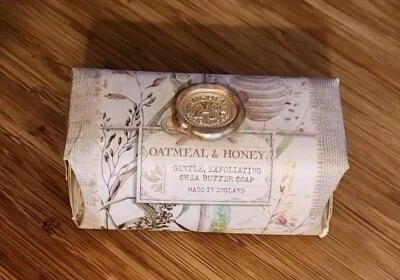 OATMEAL & HONEY
GENTLE, EXFOLIATING
SHEA BUTTER SOAP
MADE IN ENGLAND